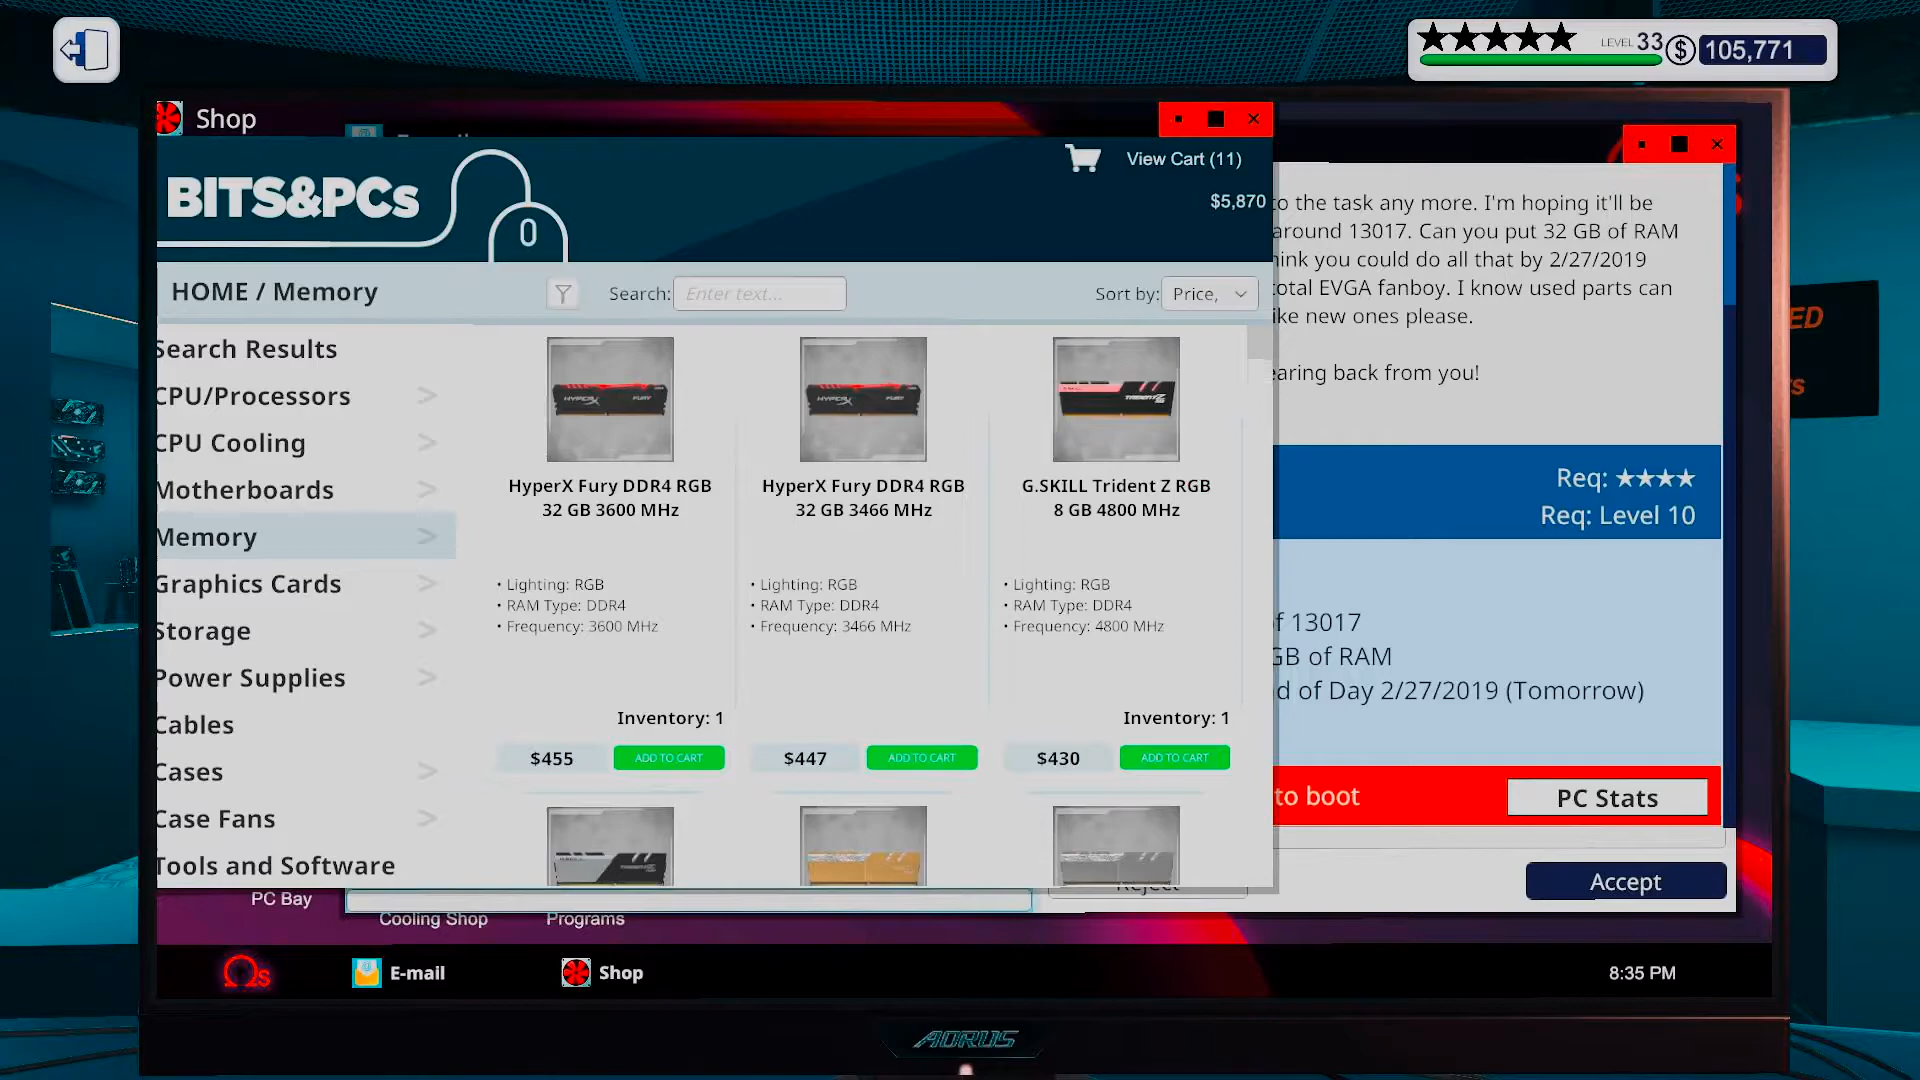 LEVEL 33
105,771
Shop
View Cart (11)
BITS&PCs
$5,870
HOME / Memory
Search:
Enter text...
Sort by:
Price,
Search Results
CPU/Processors
CPU Cooling
Motherboards
Memory
Graphics Cards
Storage
Power Supplies
Cables
Cases
Case Fans
Tools and Software
HyperX Fury DDR4 RGB
32 GB 3600 MHz
• Lighting: RGB
• RAM Type: DDR4
• Frequency: 3600 MHz
Inventory: 1
$455
ADD TO CART
HyperX Fury DDR4 RGB
32 GB 3466 MHz
• Lighting: RGB
• RAM Type: DDR4
• Frequency: 3466 MHz
$447
ADD TO CART
G.SKILL Trident Z RGB
8 GB 4800 MHz
• Lighting: RGB
• RAM Type: DDR4
• Frequency: 4800 MHz
Inventory: 1
$430
ADD TO CART
to the task any more. I'm hoping it'll be
around 13017. Can you put 32 GB of RAM
think you could do all that by 2/27/2019
total EVGA fanboy. I know used parts can
like new ones please.
earing back from you!
Req: ★★★★
Req: Level 10
of 13017
GB of RAM
d of Day 2/27/2019 (Tomorrow)
to boot
PC Stats
Reject
Accept
PC Bay
Cooling Shop
Programs
E-mail
Shop
8:35 PM
AORUS